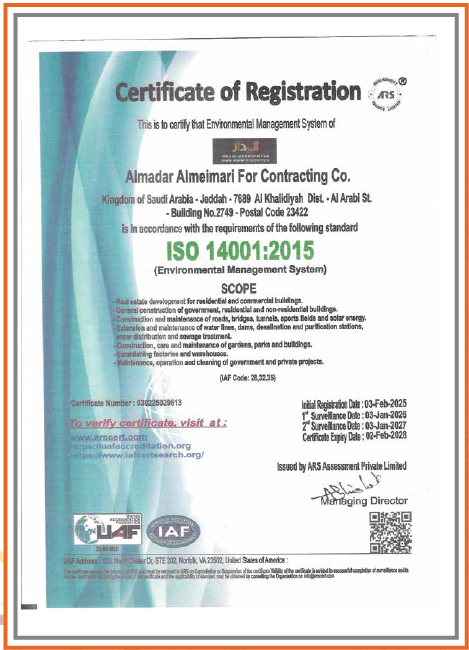 Certificate of Registration
ARS
®
This is to certify that Environmental Management System of
المدار
Almadar Almeimari For Contracting Co.
Kingdom of Saudi Arabia - Jeddah - 7689 Al Khalidiyah Dist. - Al Arabi St.
- Building No.2749 - Postal Code 23422
is in accordance with the requirements of the following standard
ISO 14001:2015
(Environmental Management System)
SCOPE
- Real estate development for residential and commercial buildings.
- General construction of government, residential and non-residential buildings.
- Construction and maintenance of roads, bridges, tunnels, sports fields and solar energy.
- Extension and maintenance of water lines, dams, desalination and purification stations,
water distribution and sewage treatment.
- Construction, care and maintenance of gardens, parks and buildings.
- Establishing factories and warehouses.
- Maintenance, operation and cleaning of government and private projects.
(IAF Code: 28,32,35)
Certificate Number : 030225029613
Initial Registration Date : 03-Feb-2025
1st Surveillance Date : 03-Jan-2026
2nd Surveillance Date : 03-Jan-2027
Certificate Expiry Date : 02-Feb-2028
To verify certificate, visit at :
www.arscert.com
https://uafaccreditation.org
https://www.iafcertsearch.org/
Issued by ARS Assessment Private Limited
Managing Director
UNITED ACCREDITATION FOUNDATION
UAF
IAF
UAF Address : 400, North Center Dr, STE 202, Norfolk, VA 23502, United States of America